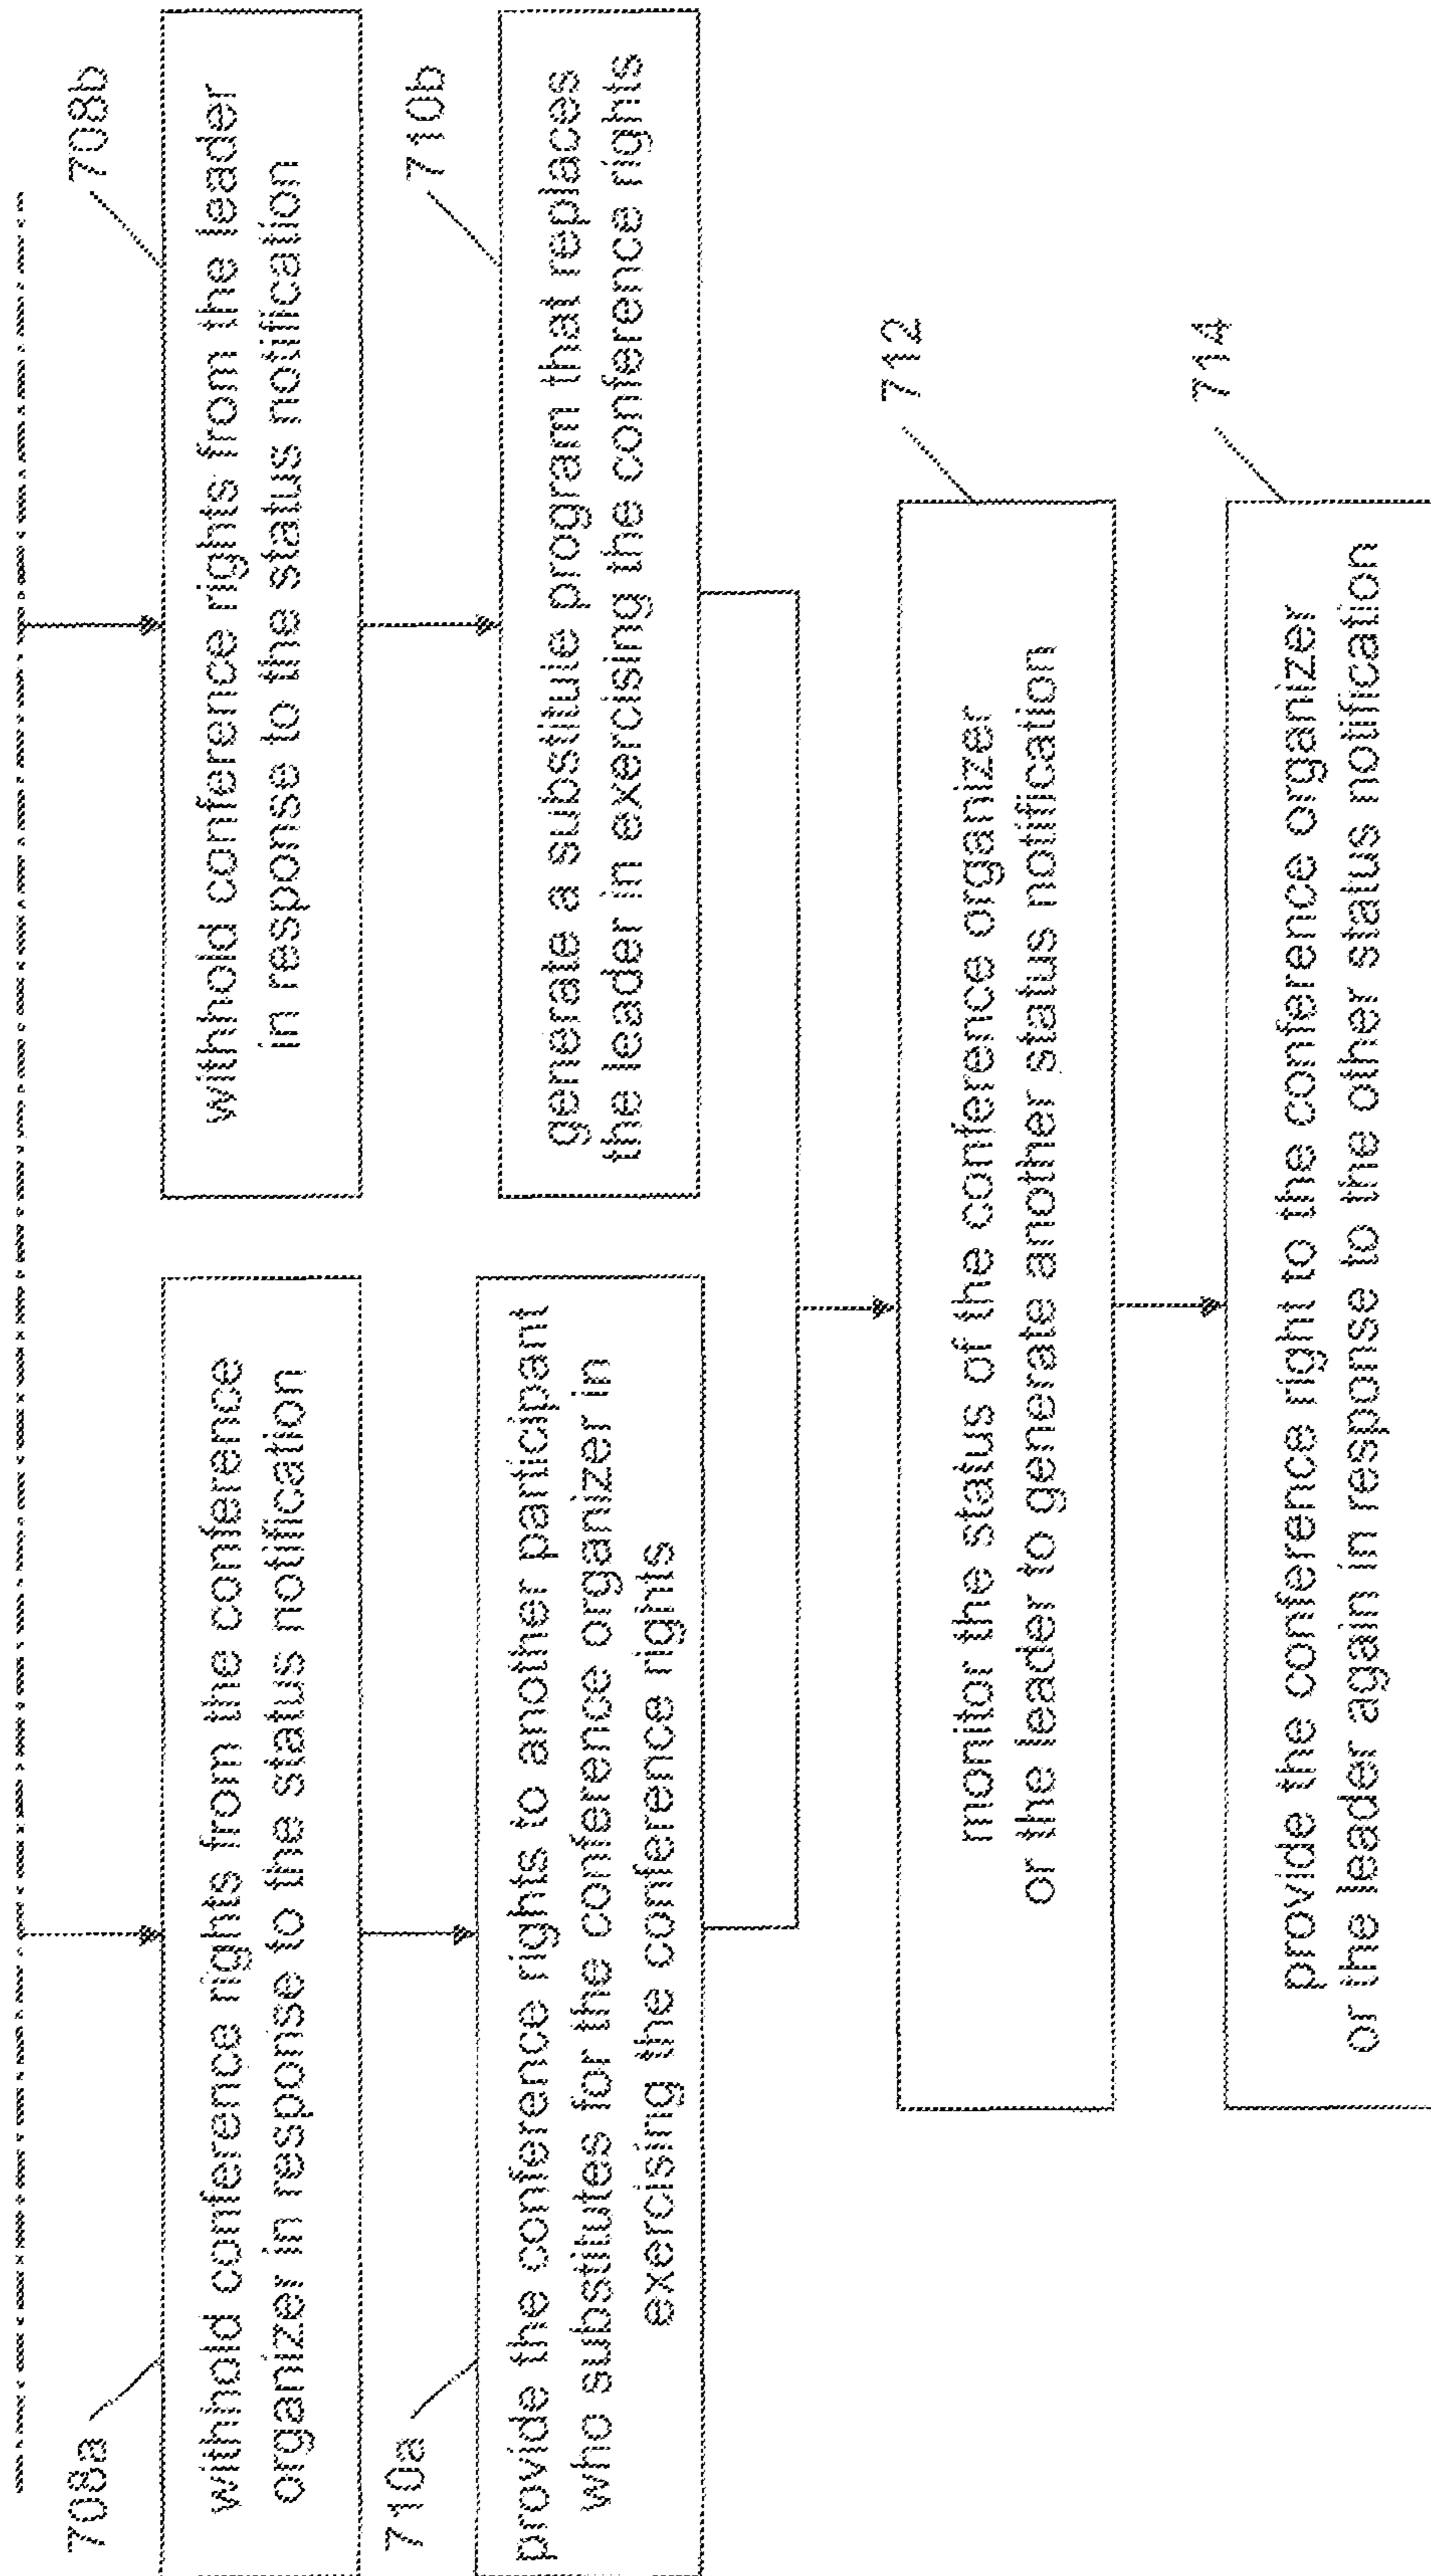 708a
withhold conference rights from the conference
organizer in response to the status notification
708b
withhold conference rights from the leader
in response to the status notification
710a
provide the conference rights to another participant
who substitutes for the conference organizer in
exercising the conference rights
710b
generate a substitute program that replaces
the leader in exercising the conference rights
712
monitor the status of the conference organizer
or the leader to generate another status notification
714
provide the conference right to the conference organizer
or the leader again in response to the other status notification